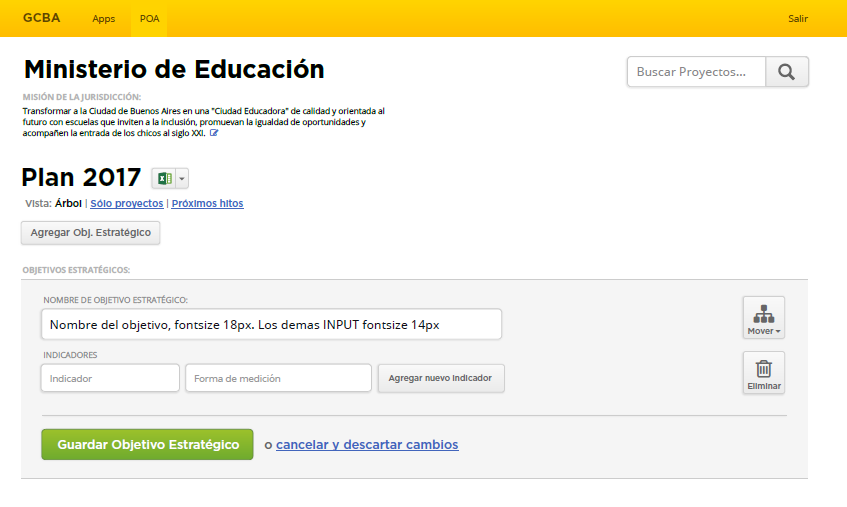 GCBA Apps POA Salir
Ministerio de Educación
Buscar Proyectos...
MISIÓN DE LA JURISDICCIÓN:
Transformar a la Ciudad de Buenos Aires en una "Ciudad Educadora" de calidad y orientada al
futuro con escuelas que inviten a la inclusión, promuevan la igualdad de oportunidades y
acompañen la entrada de los chicos al siglo XXI.
Plan 2017
Vista: Árbol | Sólo proyectos | Próximos hitos
Agregar Obj. Estratégico
OBJETIVOS ESTRATÉGICOS:
NOMBRE DE OBJETIVO ESTRATÉGICO:
Nombre del objetivo, fontsize 18px. Los demas INPUT fontsize 14px
Mover
INDICADORES
Indicador Forma de medición Agregar nuevo indicador
Eliminar
Guardar Objetivo Estratégico o cancelar y descartar cambios